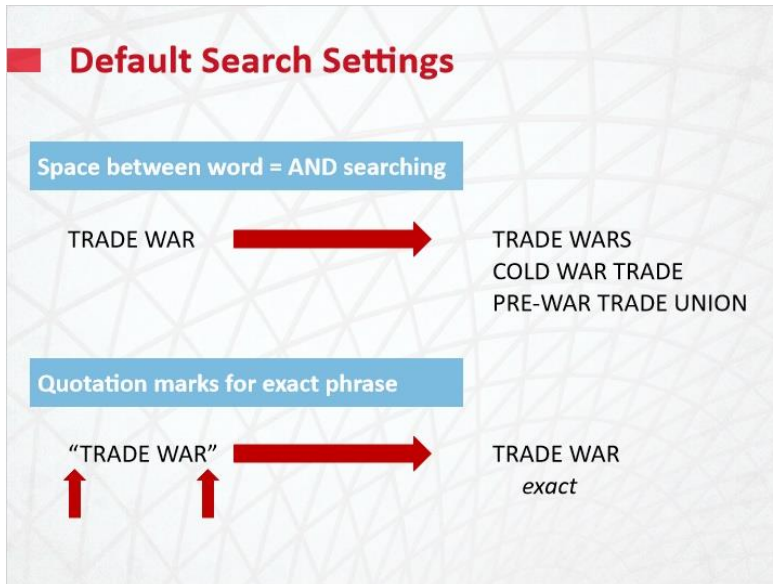 Default Search Settings
Space between word = AND searching
TRADE WAR
TRADE WARS
COLD WAR TRADE
PRE-WAR TRADE UNION
Quotation marks for exact phrase
“TRADE WAR”
TRADE WAR
exact